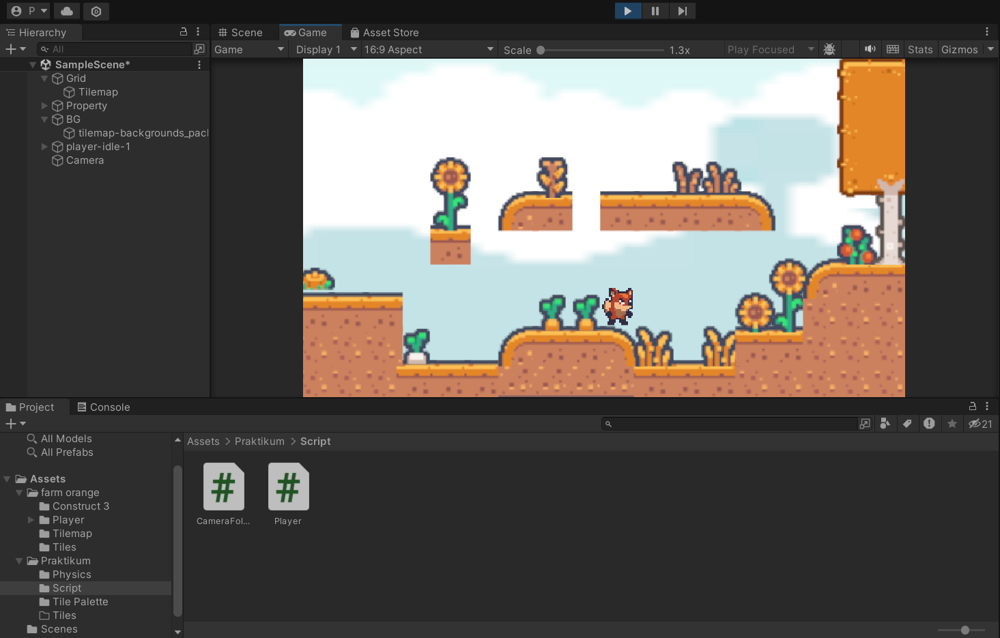 P
Hierarchy
Scene
Game
Asset Store
All
Game
Display 1
16:9 Aspect
Scale
1.3x
Play Focused
Stats
Gizmos
SampleScene*
Grid
Tilemap
Property
BG
tilemap-backgrounds_pac
player-idle-1
Camera
Project
Console
21
All Models
All Prefabs
Assets
farm orange
Construct 3
Player
Tilemap
Tiles
Praktikum
Physics
Script
Tile Palette
Tiles
Scenes
Assets > Praktikum > Script
CameraFol...
Player